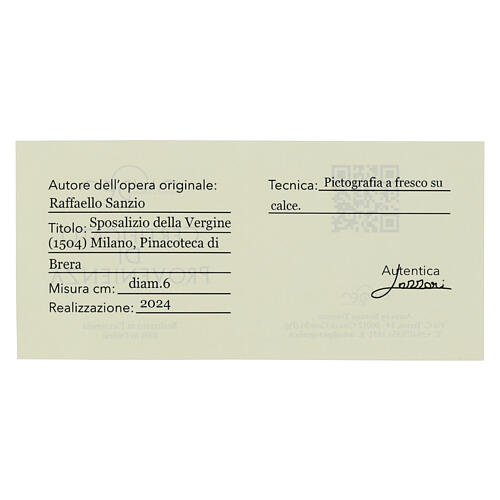 Autore dell'opera originale:
Raffaello Sanzio
Titolo: Sposalizio della Vergine
(1504) Milano, Pinacoteca di
Brera
Misura cm: diam.6
Realizzazione: 2024
Tecnica: Pictografia a fresco su
calce.
Autentica